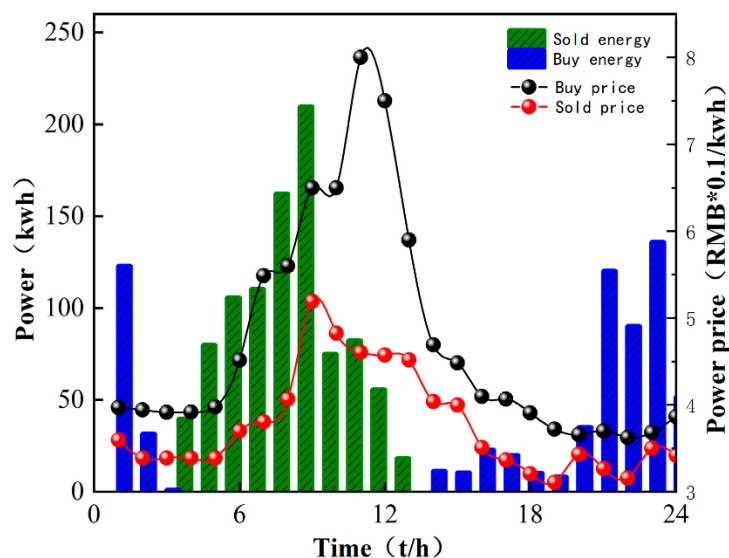 250
200
150
100
50
0
Power（kwh）
Sold energy
Buy energy
Buy price
Sold price
8
7
6
5
4
3
Power price（RMB*0.1/kwh）
0
6
12
18
24
Time (t/h)